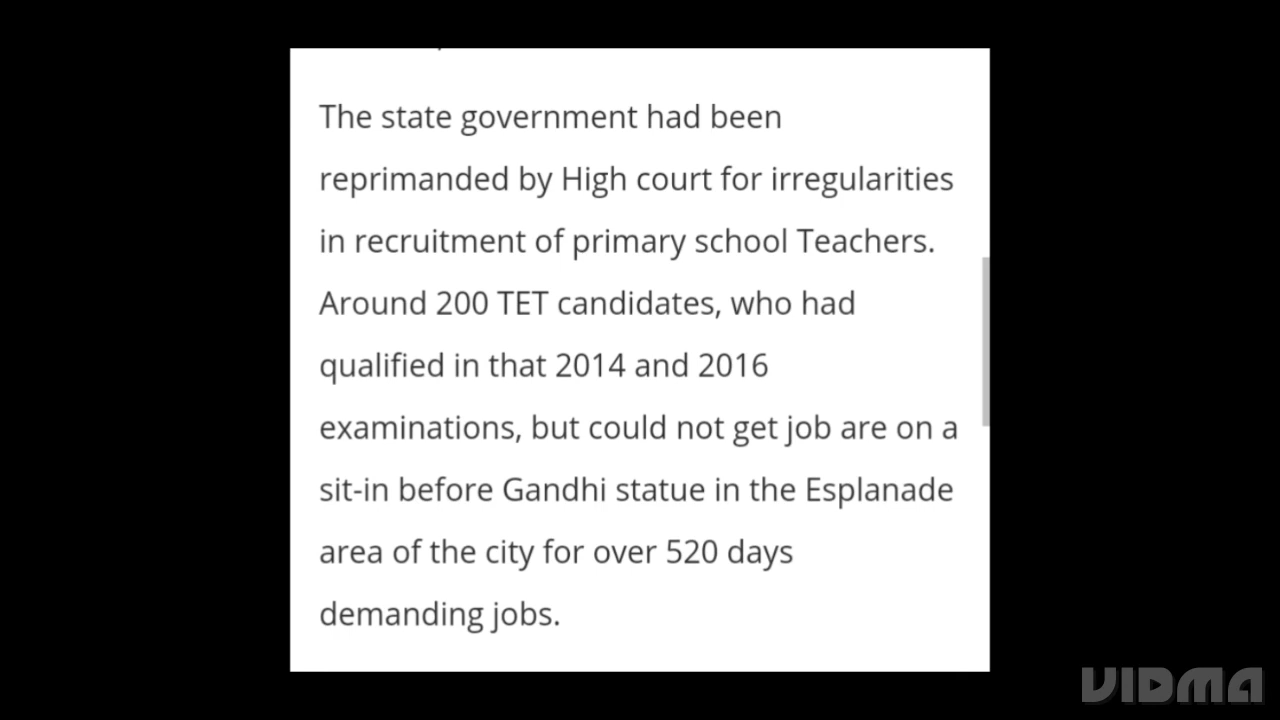 The state government had been
reprimanded by High court for irregularities
in recruitment of primary school Teachers.
Around 200 TET candidates, who had
qualified in that 2014 and 2016
examinations, but could not get job are on a
sit-in before Gandhi statue in the Esplanade
area of the city for over 520 days
demanding jobs.
VIDMA